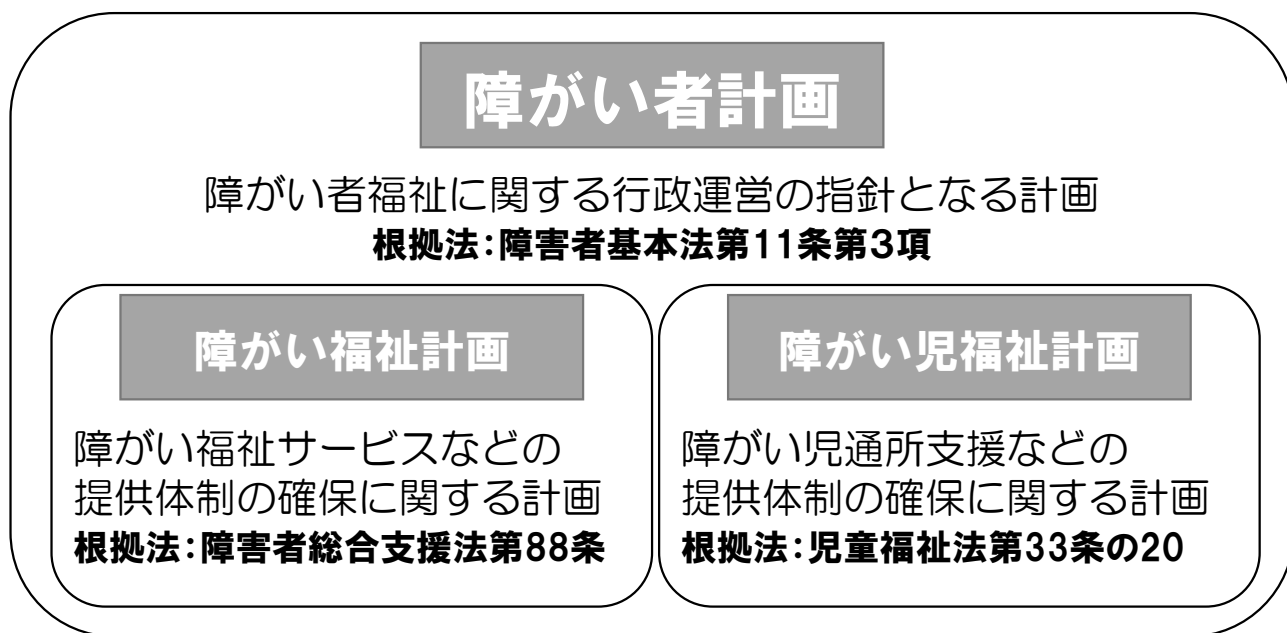 障がい者計画
障がい者福祉に関する行政運営の指針となる計画
根拠法:障害者基本法第11条第3項
障がい福祉計画
障がい福祉サービスなどの
提供体制の確保に関する計画
根拠法:障害者総合支援法第88条
障がい児福祉計画
障がい児通所支援などの
提供体制の確保に関する計画
根拠法:児童福祉法第33条の20